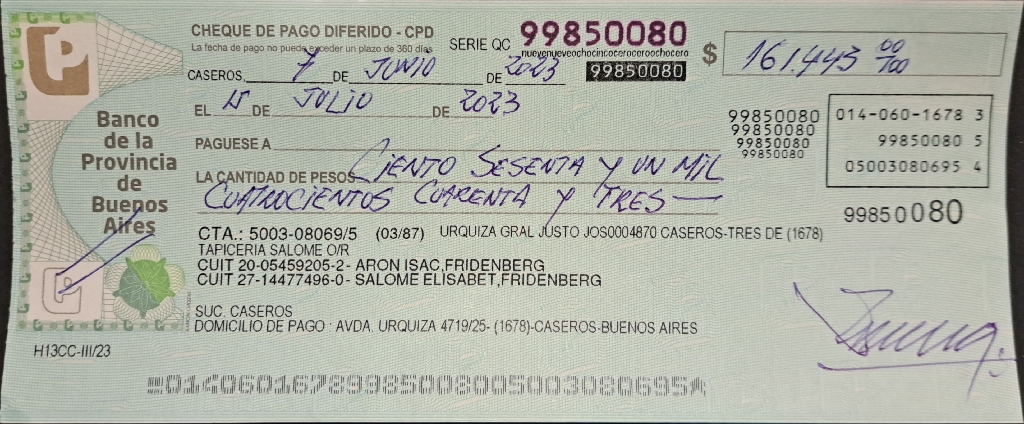 CHEQUE DE PAGO DIFERIDO - CPD
La fecha de pago no puede exceder un plazo de 360 días
SERIE QC 99850080
nuevenueveochocincoceroceroochocero
99850080
$ 161.443 00/100
CASEROS, 7 DE JUNIO DE 2023
EL 15 DE JULIO DE 2023
PAGUESE A
LA CANTIDAD DE PESOS CIENTO SESENTA Y UN MIL
CUATROCIENTOS CUARENTA Y TRES —
Banco
de la
Provincia
de
Buenos
Aires
99850080
99850080
99850080
99850080
014-060-1678 3
99850080 5
05003080695 4
99850080
CTA.: 5003-08069/5 (03/87) URQUIZA GRAL JUSTO JOS0004870 CASEROS-TRES DE (1678)
TAPICERIA SALOME O/R
CUIT 20-05459205-2- ARON ISAC,FRIDENBERG
CUIT 27-14477496-0- SALOME ELISABET,FRIDENBERG
SUC. CASEROS
DOMICILIO DE PAGO : AVDA. URQUIZA 4719/25- (1678)-CASEROS-BUENOS AIRES
H13CC-III/23
01406016789985008005003080695